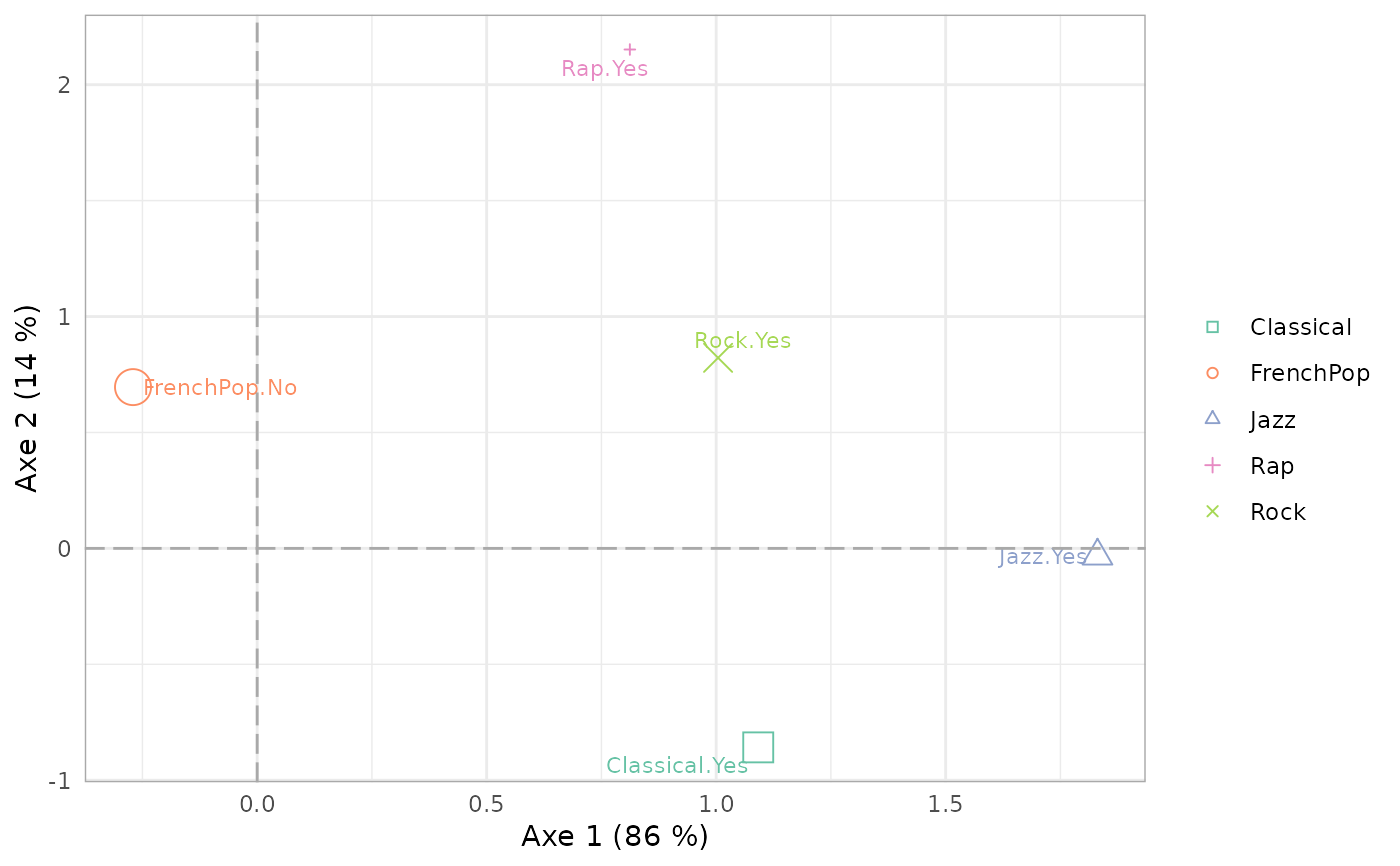 Rap.Yes
2
Rock.Yes
1
Classical
FrenchPop
FrenchPop.No
Jazz
Axe 2 (14 %)
Rap
Rock
0
Jazz.Yes
Classical.Yes
-1
0.0
0.5
1.0
1.5
Axe 1 (86 %)